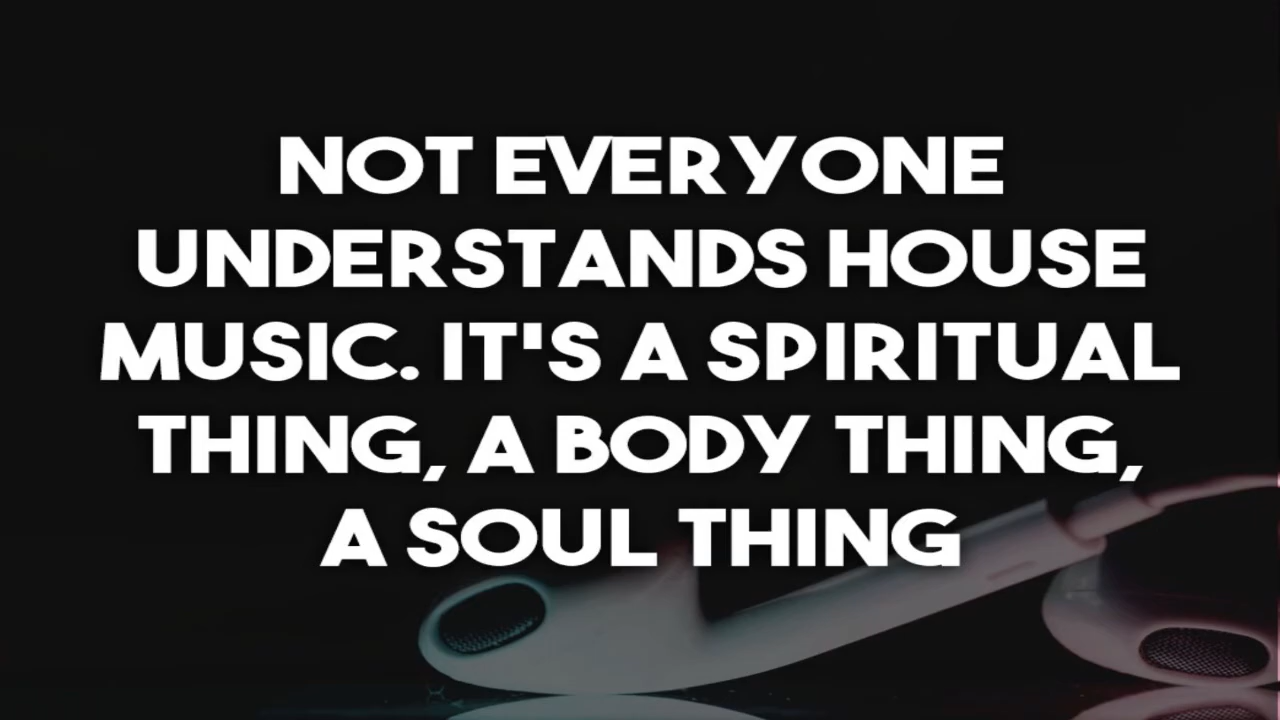 NOT EVERYONE
UNDERSTANDS HOUSE
MUSIC. IT'S A SPIRITUAL
THING, A BODY THING,
A SOUL THING